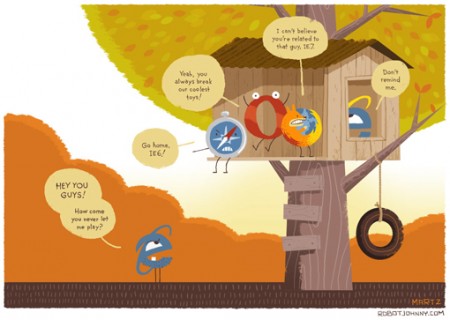 I can't believe
you're related to
that guy, IE7.
Yeah, you
always break
our coolest
toys!
Don't
remind
me.
Go home,
IE6!
HEY YOU
GUYS!
How come
you never let
me play?
ROBOTJOHNNY.COM